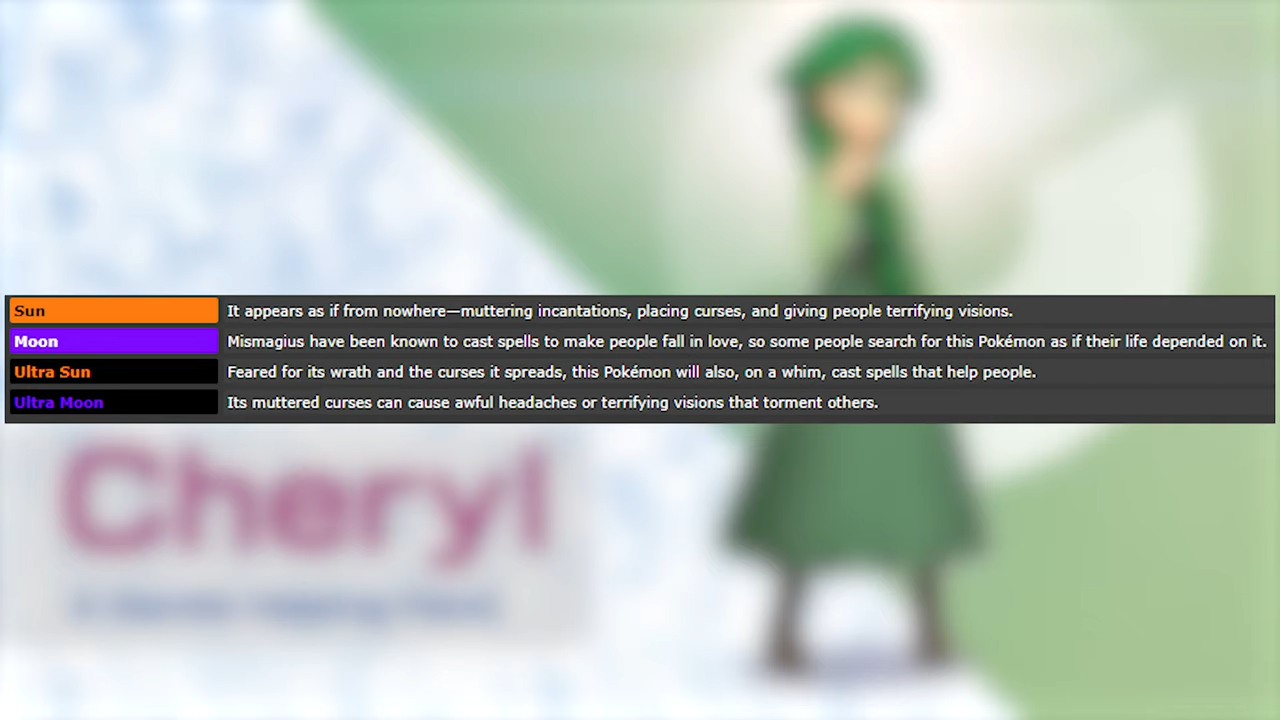 Sun It appears as if from nowhere—muttering incantations, placing curses, and giving people terrifying visions.
Moon Mismagius have been known to cast spells to make people fall in love, so some people search for this Pokémon as if their life depended on it.
Ultra Sun Feared for its wrath and the curses it spreads, this Pokémon will also, on a whim, cast spells that help people.
Ultra Moon Its muttered curses can cause awful headaches or terrifying visions that torment others.
Cheryl